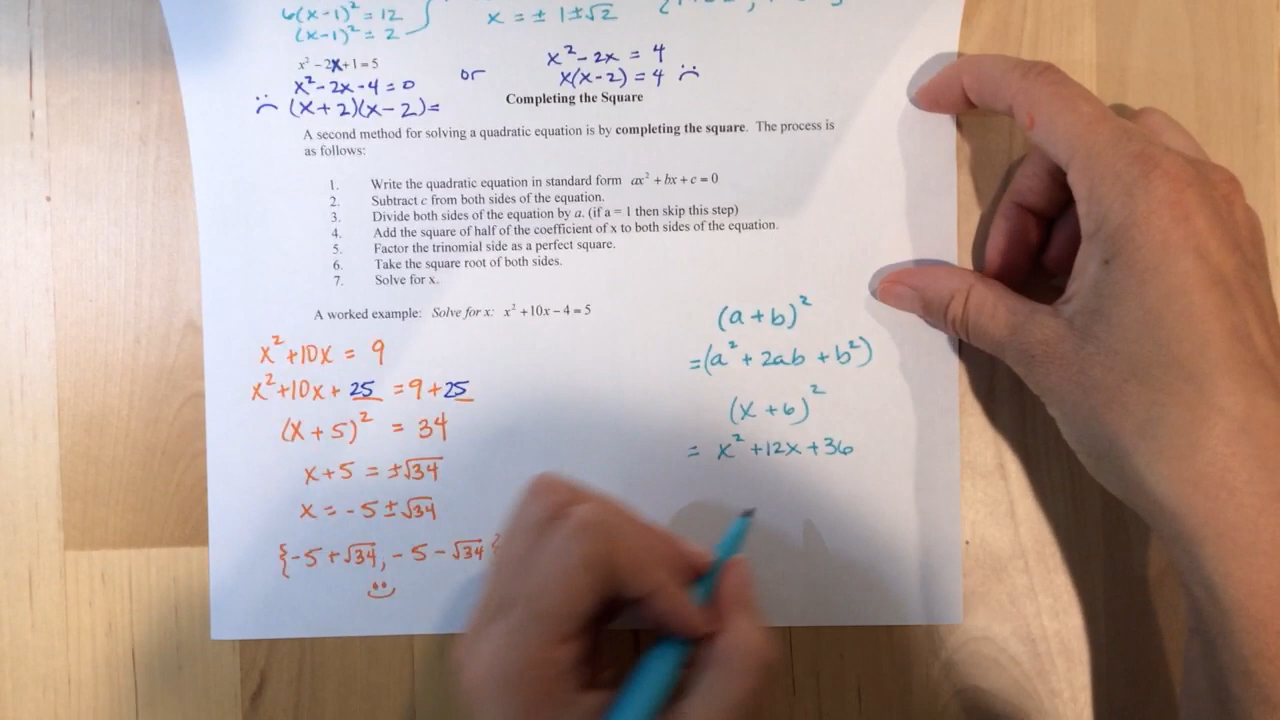 6(x-1)² = 12
(x-1)² = 2
x = ± 1±√2
x² − 2x+1 = 5
x²-2x-4=0
(x+2)(x-2)=
or
x²-2x = 4
x(x-2) = 4
Completing the Square
A second method for solving a quadratic equation is by completing the square. The process is
as follows:
1. Write the quadratic equation in standard form ax² + bx + c = 0
2. Subtract c from both sides of the equation.
3. Divide both sides of the equation by a. (if a = 1 then skip this step)
4. Add the square of half of the coefficient of x to both sides of the equation.
5. Factor the trinomial side as a perfect square.
6. Take the square root of both sides.
7. Solve for x.
A worked example: Solve for x: x² +10x − 4 = 5
x²+10x = 9
x²+10x + 25 = 9+25
(x+5)² = 34
x+5 = ±√34
x = -5±√34
{-5+√34, -5-√34}
(a+b)²
=(a² + 2ab + b²)
(x+6)²
= x² +12x+36